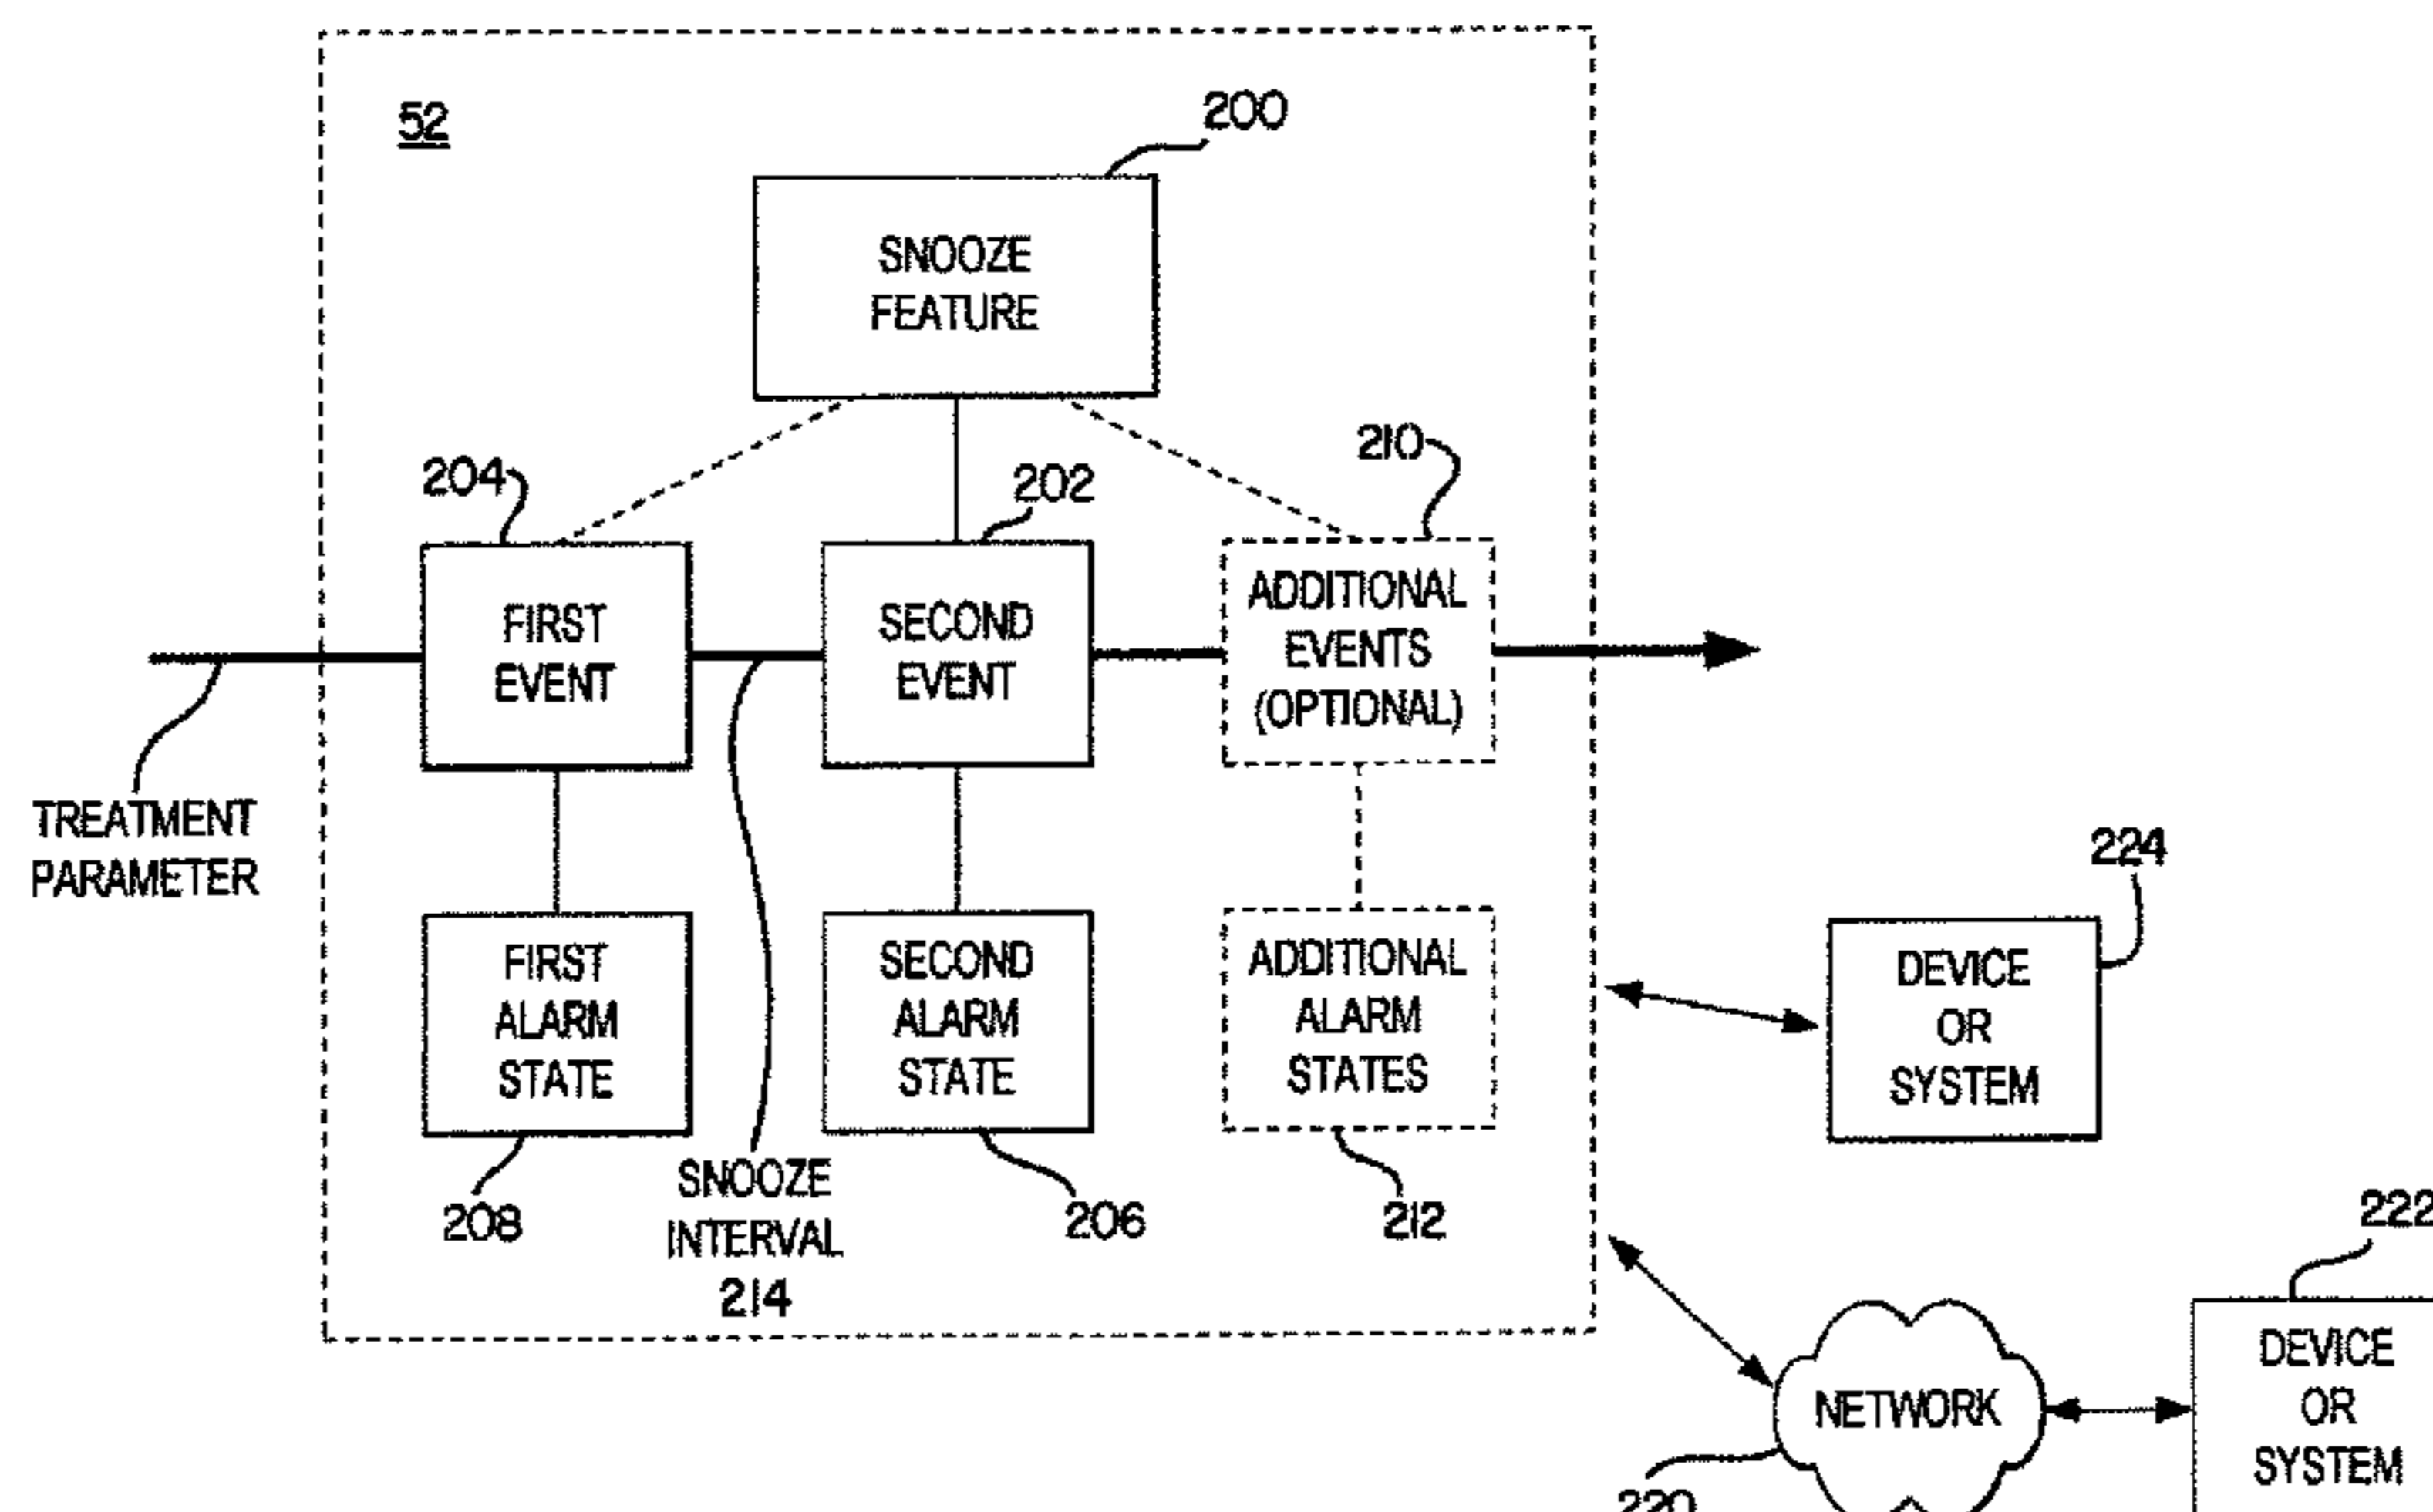 52
200
SNOOZE
FEATURE
204
202
210
FIRST
EVENT
SECOND
EVENT
ADDITIONAL
EVENTS
(OPTIONAL)
TREATMENT
PARAMETER
FIRST
ALARM
STATE
SECOND
ALARM
STATE
ADDITIONAL
ALARM
STATES
208
SNOOZE
INTERVAL
214
206
212
224
DEVICE
OR
SYSTEM
222
NETWORK
220
DEVICE
OR
SYSTEM